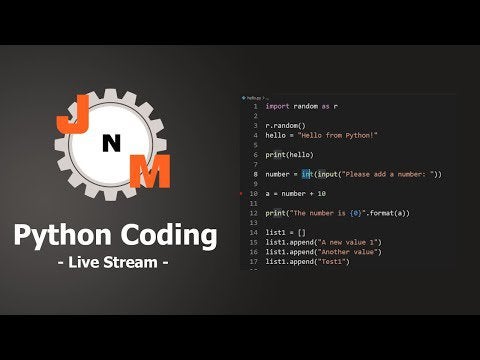 J
N
M
Python Coding
- Live Stream -
hello.py > ...
1 import random as r
2
3 r.random()
4 hello = "Hello from Python!"
5
6 print(hello)
7
8 number = int(input("Please add a number: "))
9
10 a = number + 10
11
12 print("The number is {0}".format(a))
13
14 list1 = []
15 list1.append("A new value 1")
16 list1.append("Another value")
17 list1.append("Test1")